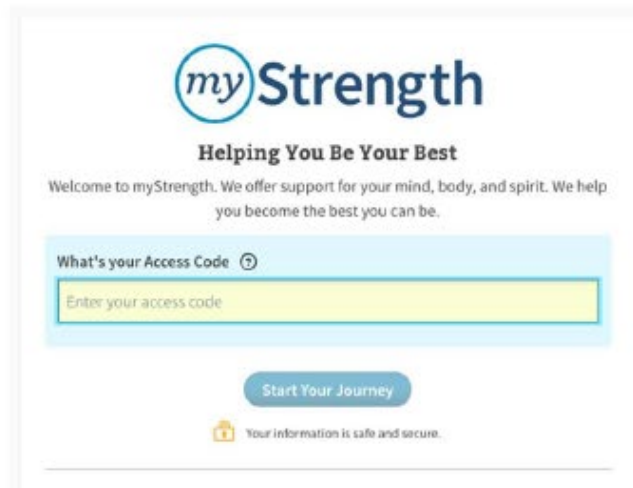 myStrength
Helping You Be Your Best
Welcome to myStrength. We offer support for your mind, body, and spirit. We help
you become the best you can be.
What's your Access Code ?
Enter your access code
Start Your Journey
Your information is safe and secure.